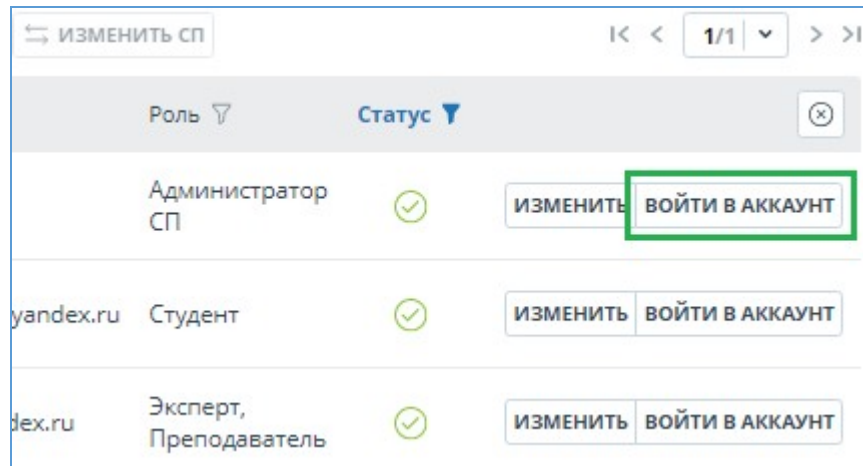 ИЗМЕНИТЬ СП
1/1
Роль Статус
Администратор
СП
ИЗМЕНИТЬ ВОЙТИ В АККАУНТ
yandex.ru Студент ИЗМЕНИТЬ ВОЙТИ В АККАУНТ
dex.ru
Эксперт,
Преподаватель
ИЗМЕНИТЬ ВОЙТИ В АККАУНТ